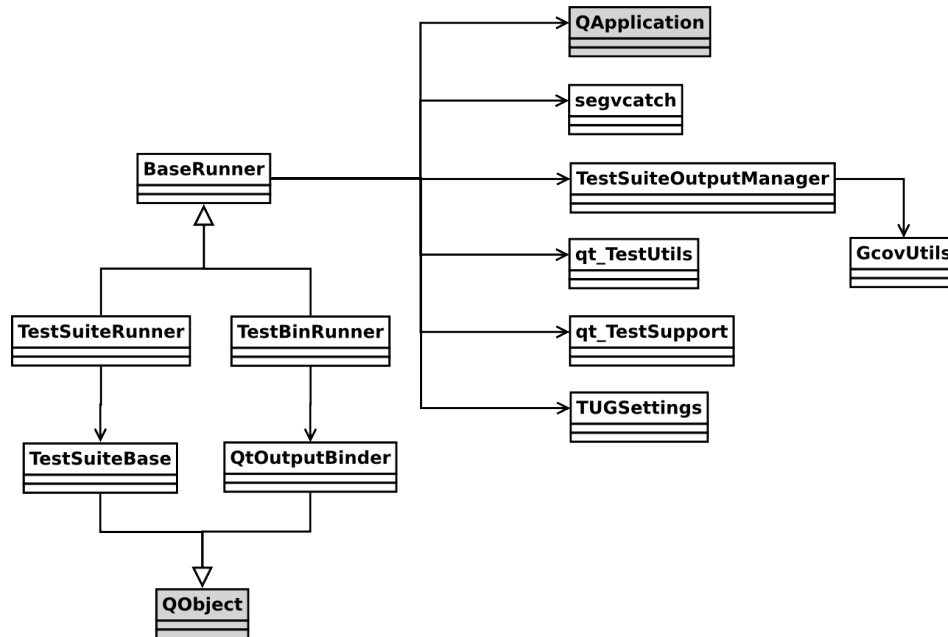 QApplication
segvcatch
BaseRunner
TestSuiteOutputManager
qt_TestUtils
GcovUtils
TestSuiteRunner
TestBinRunner
qt_TestSupport
TUGSettings
TestSuiteBase
QtOutputBinder
QObject